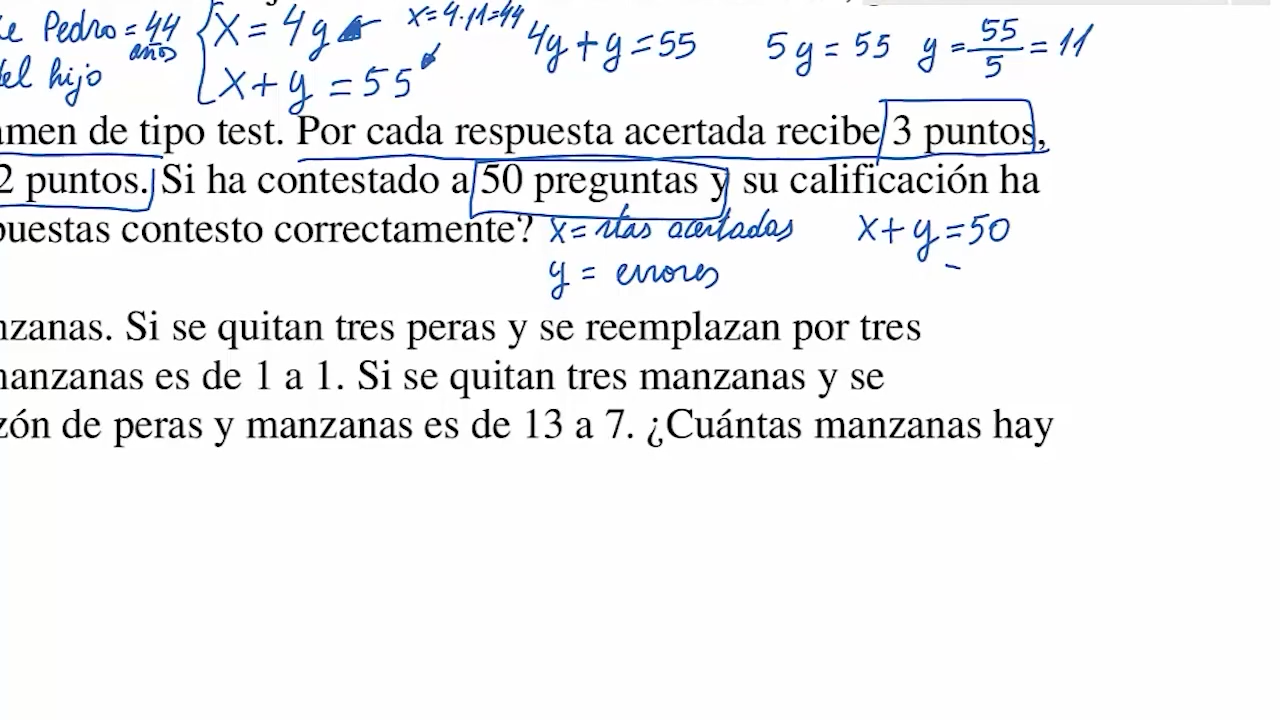 e Pedro = 44 años
del hijo
x = 4y
x = 4·11 = 44
x + y = 55
4y + y = 55
5y = 55
y = 55/5 = 11
amen de tipo test. Por cada respuesta acertada recibe 3 puntos,
2 puntos. Si ha contestado a 50 preguntas y su calificación ha
puestas contesto correctamente? x = rtas acertadas x + y = 50
y = errores
nzanas. Si se quitan tres peras y se reemplazan por tres
manzanas es de 1 a 1. Si se quitan tres manzanas y se
zón de peras y manzanas es de 13 a 7. ¿Cuántas manzanas hay